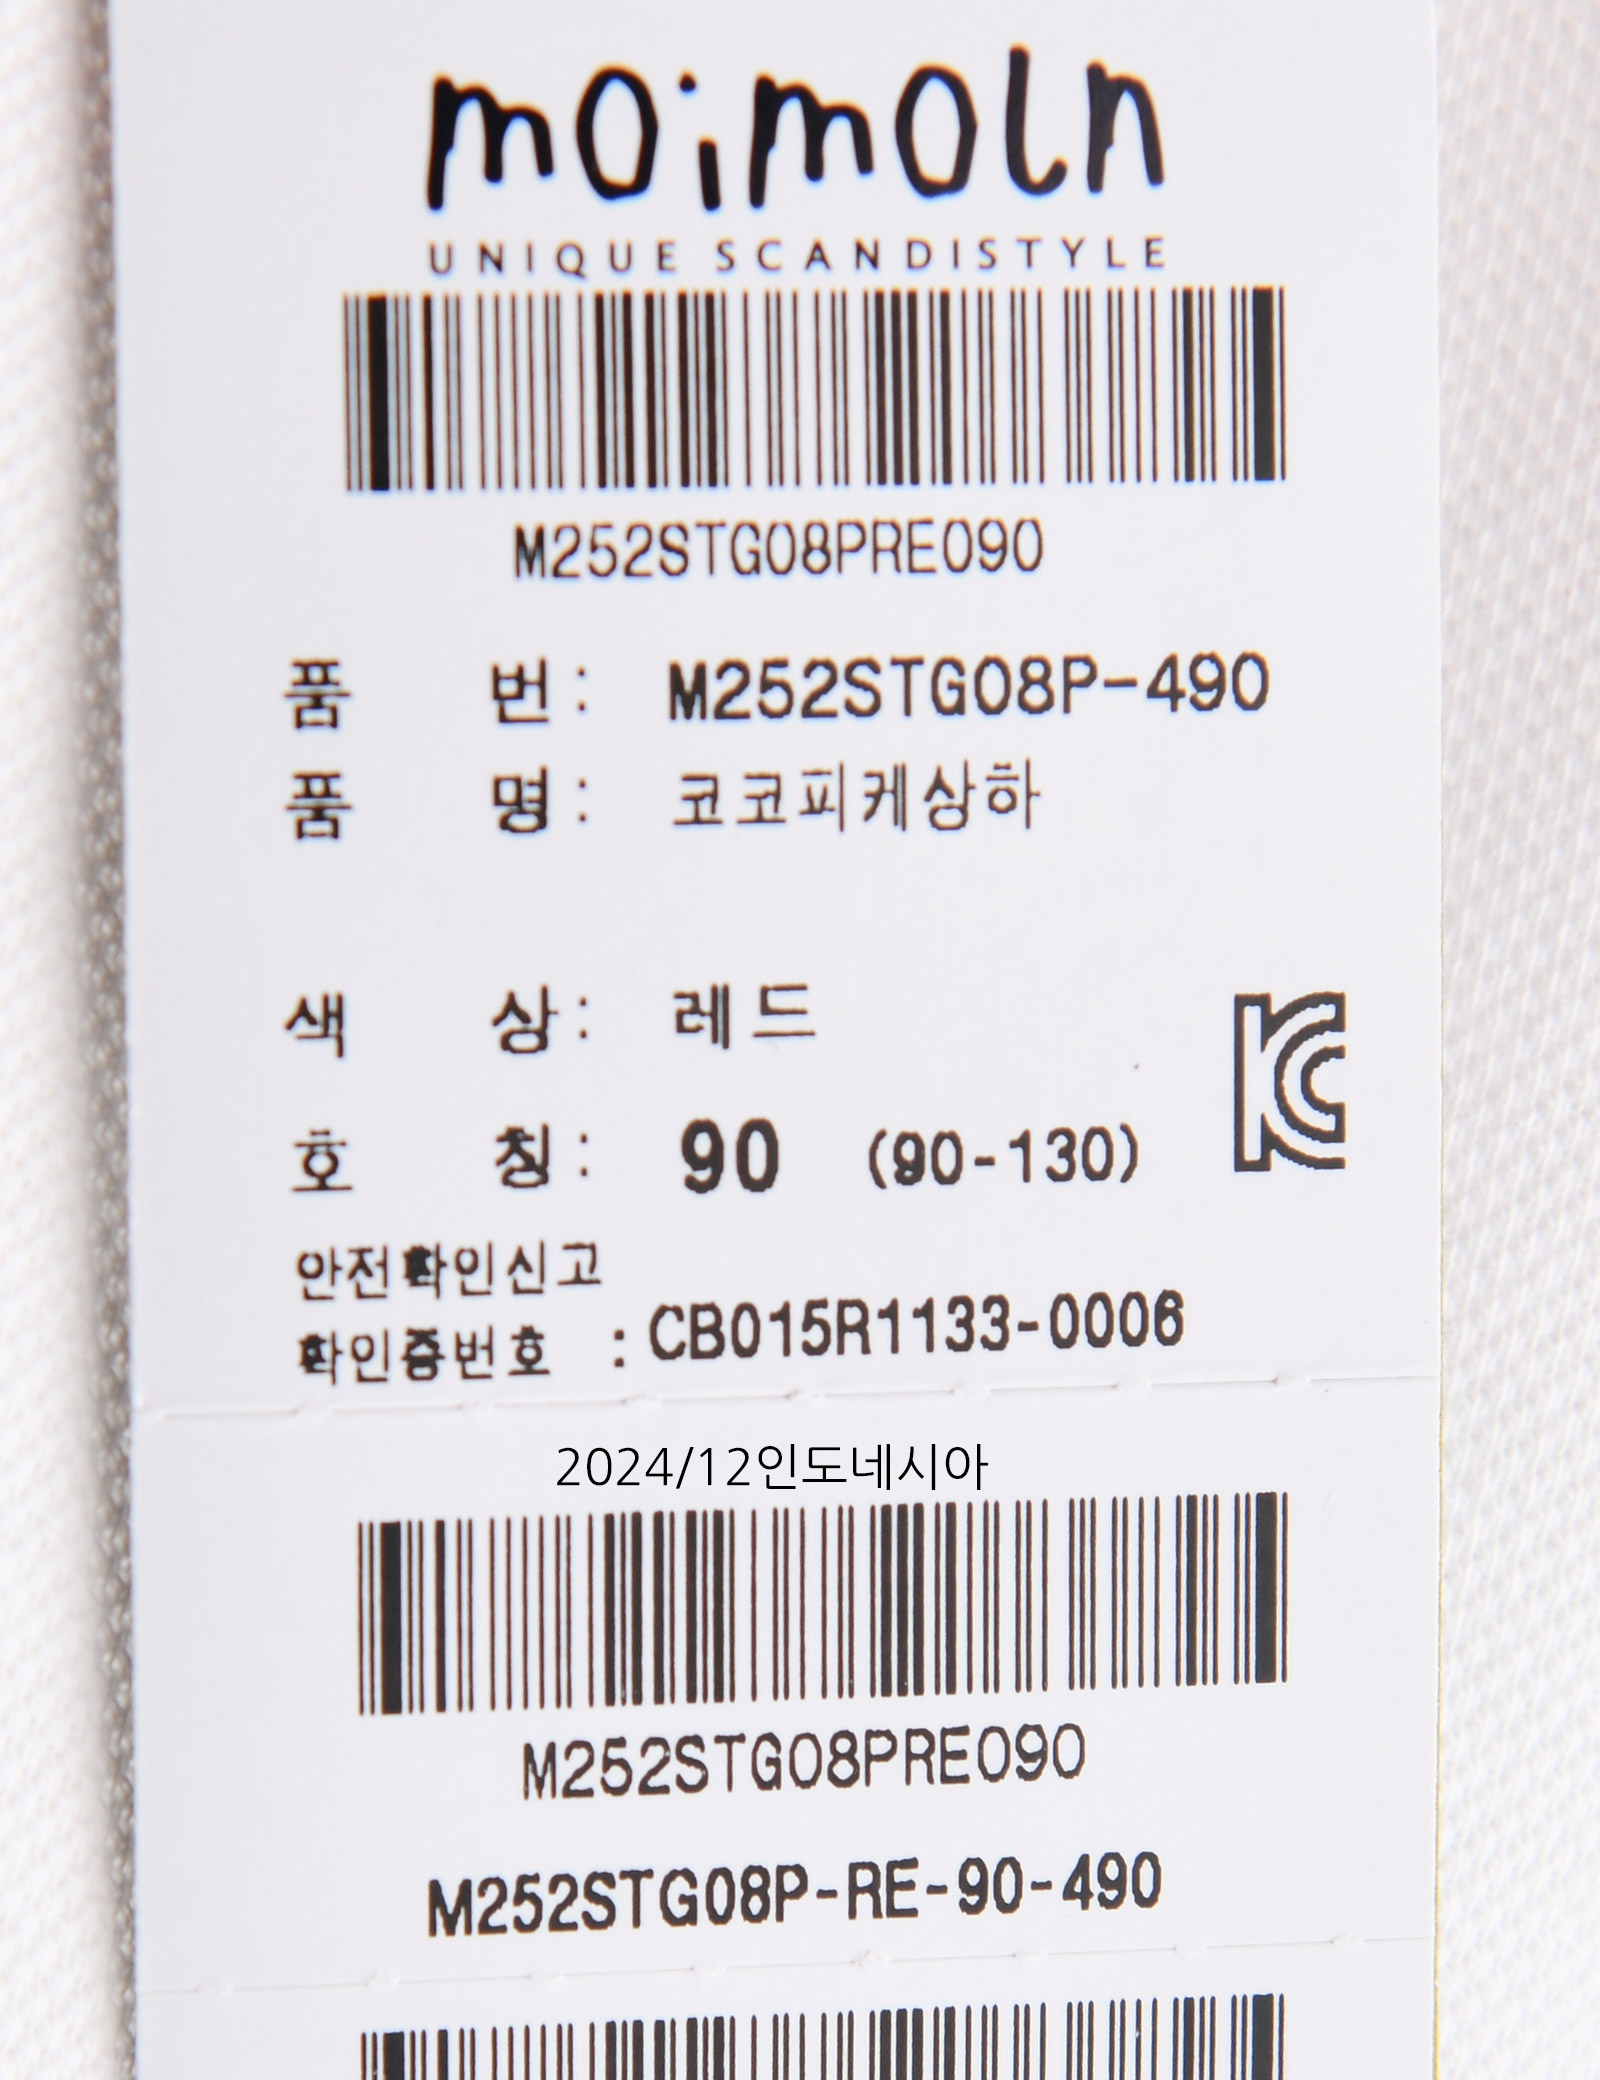 moimoln
UNIQUE SCANDISTYLE
M252STG08PRE090
품 번 : M252STG08P-490
품 명 : 코코피케상하
색 상 : 레드
호 칭 : 90 (90-130)
안전확인신고
확인증번호 : CB015R1133-0006
2024/12인도네시아
M252STG08PRE090
M252STG08P-RE-90-490